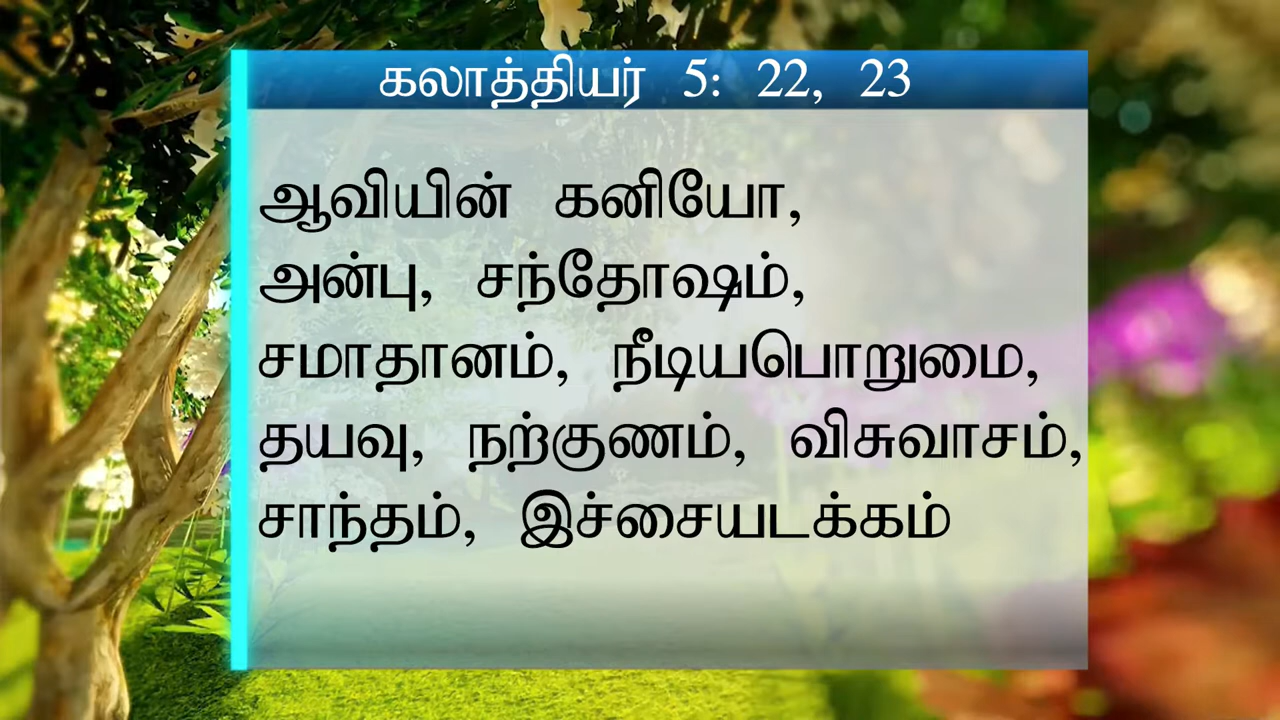 கலாத்தியர் 5: 22, 23
ஆவியின் கனியோ,
அன்பு, சந்தோஷம்,
சமாதானம், நீடியபொறுமை,
தயவு, நற்குணம், விசுவாசம்,
சாந்தம், இச்சையடக்கம்